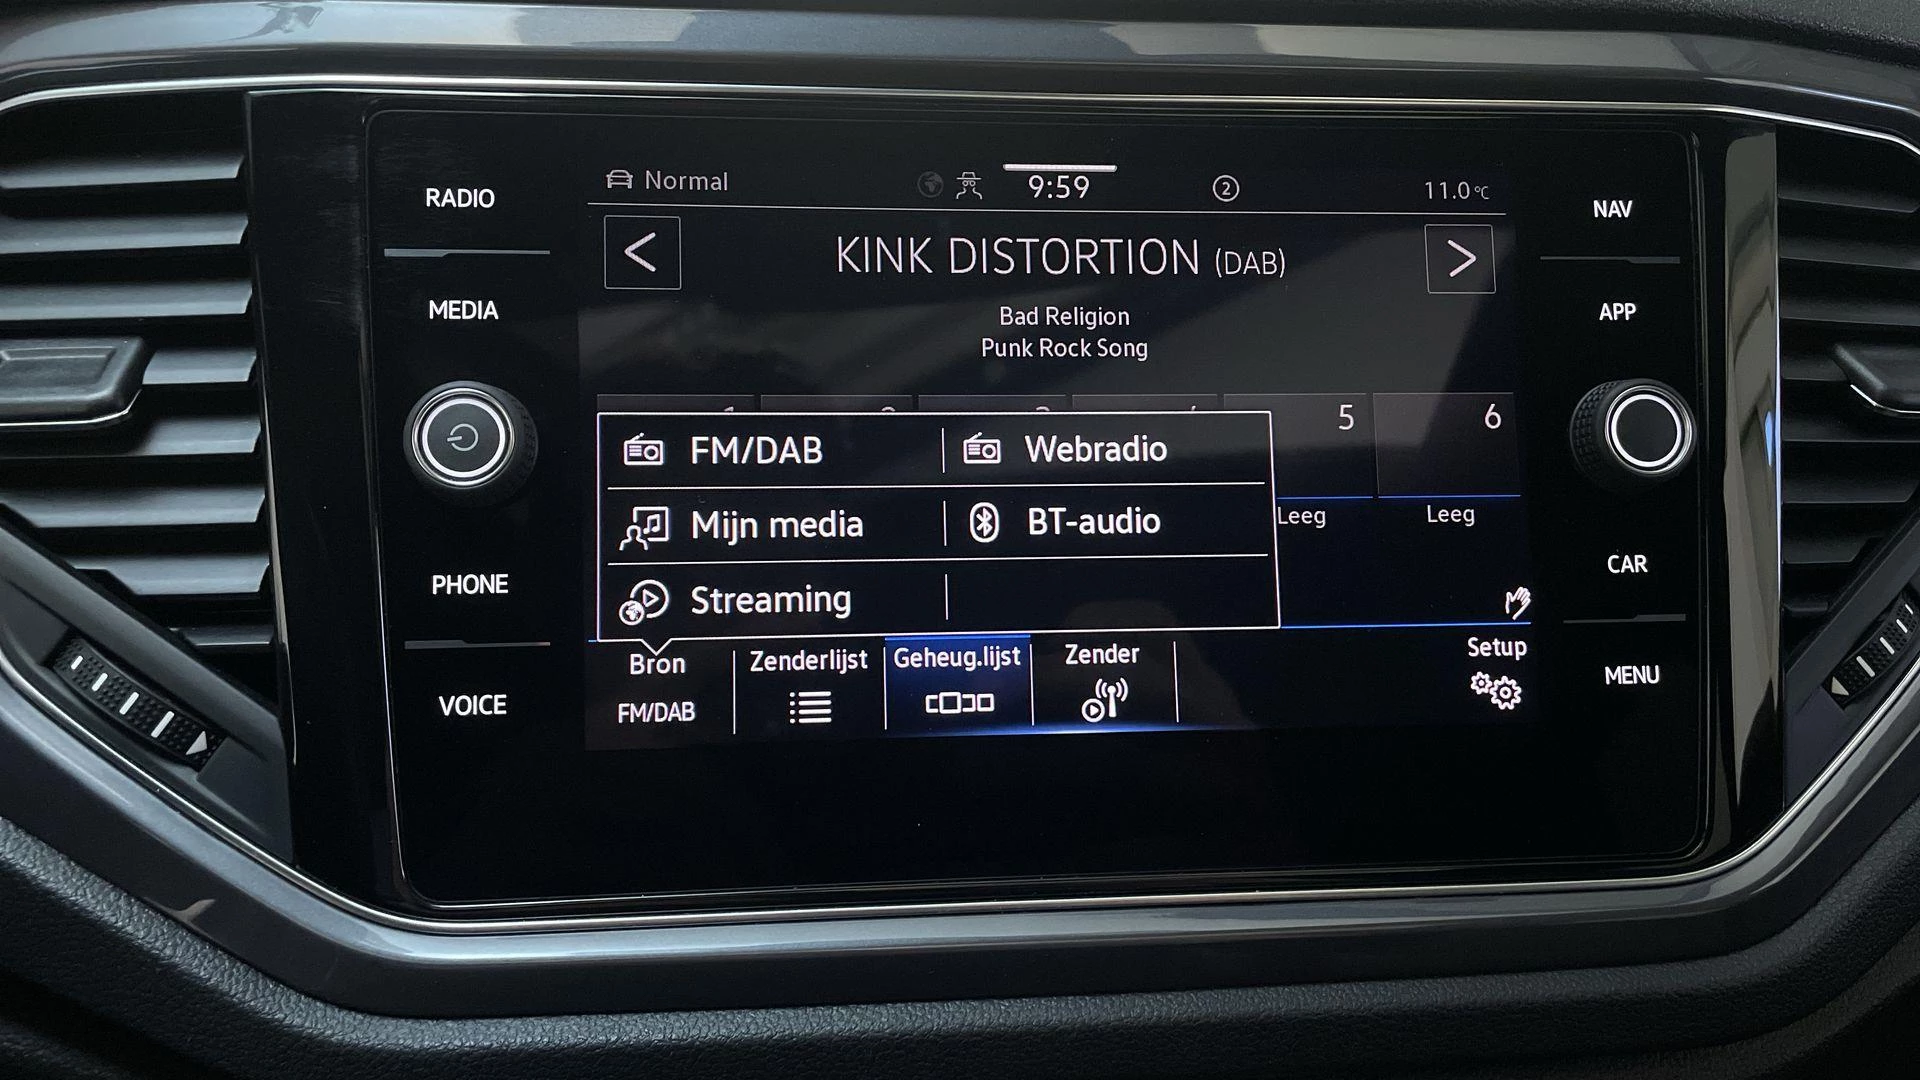 RADIO
MEDIA
PHONE
VOICE
Normal
9:59
2
11.0°C
KINK DISTORTION (DAB)
Bad Religion
Punk Rock Song
5
6
FM/DAB
Webradio
Mijn media
BT-audio
Streaming
Leeg
Leeg
Bron
FM/DAB
Zenderlijst
Geheug.lijst
Zender
Setup
NAV
APP
CAR
MENU